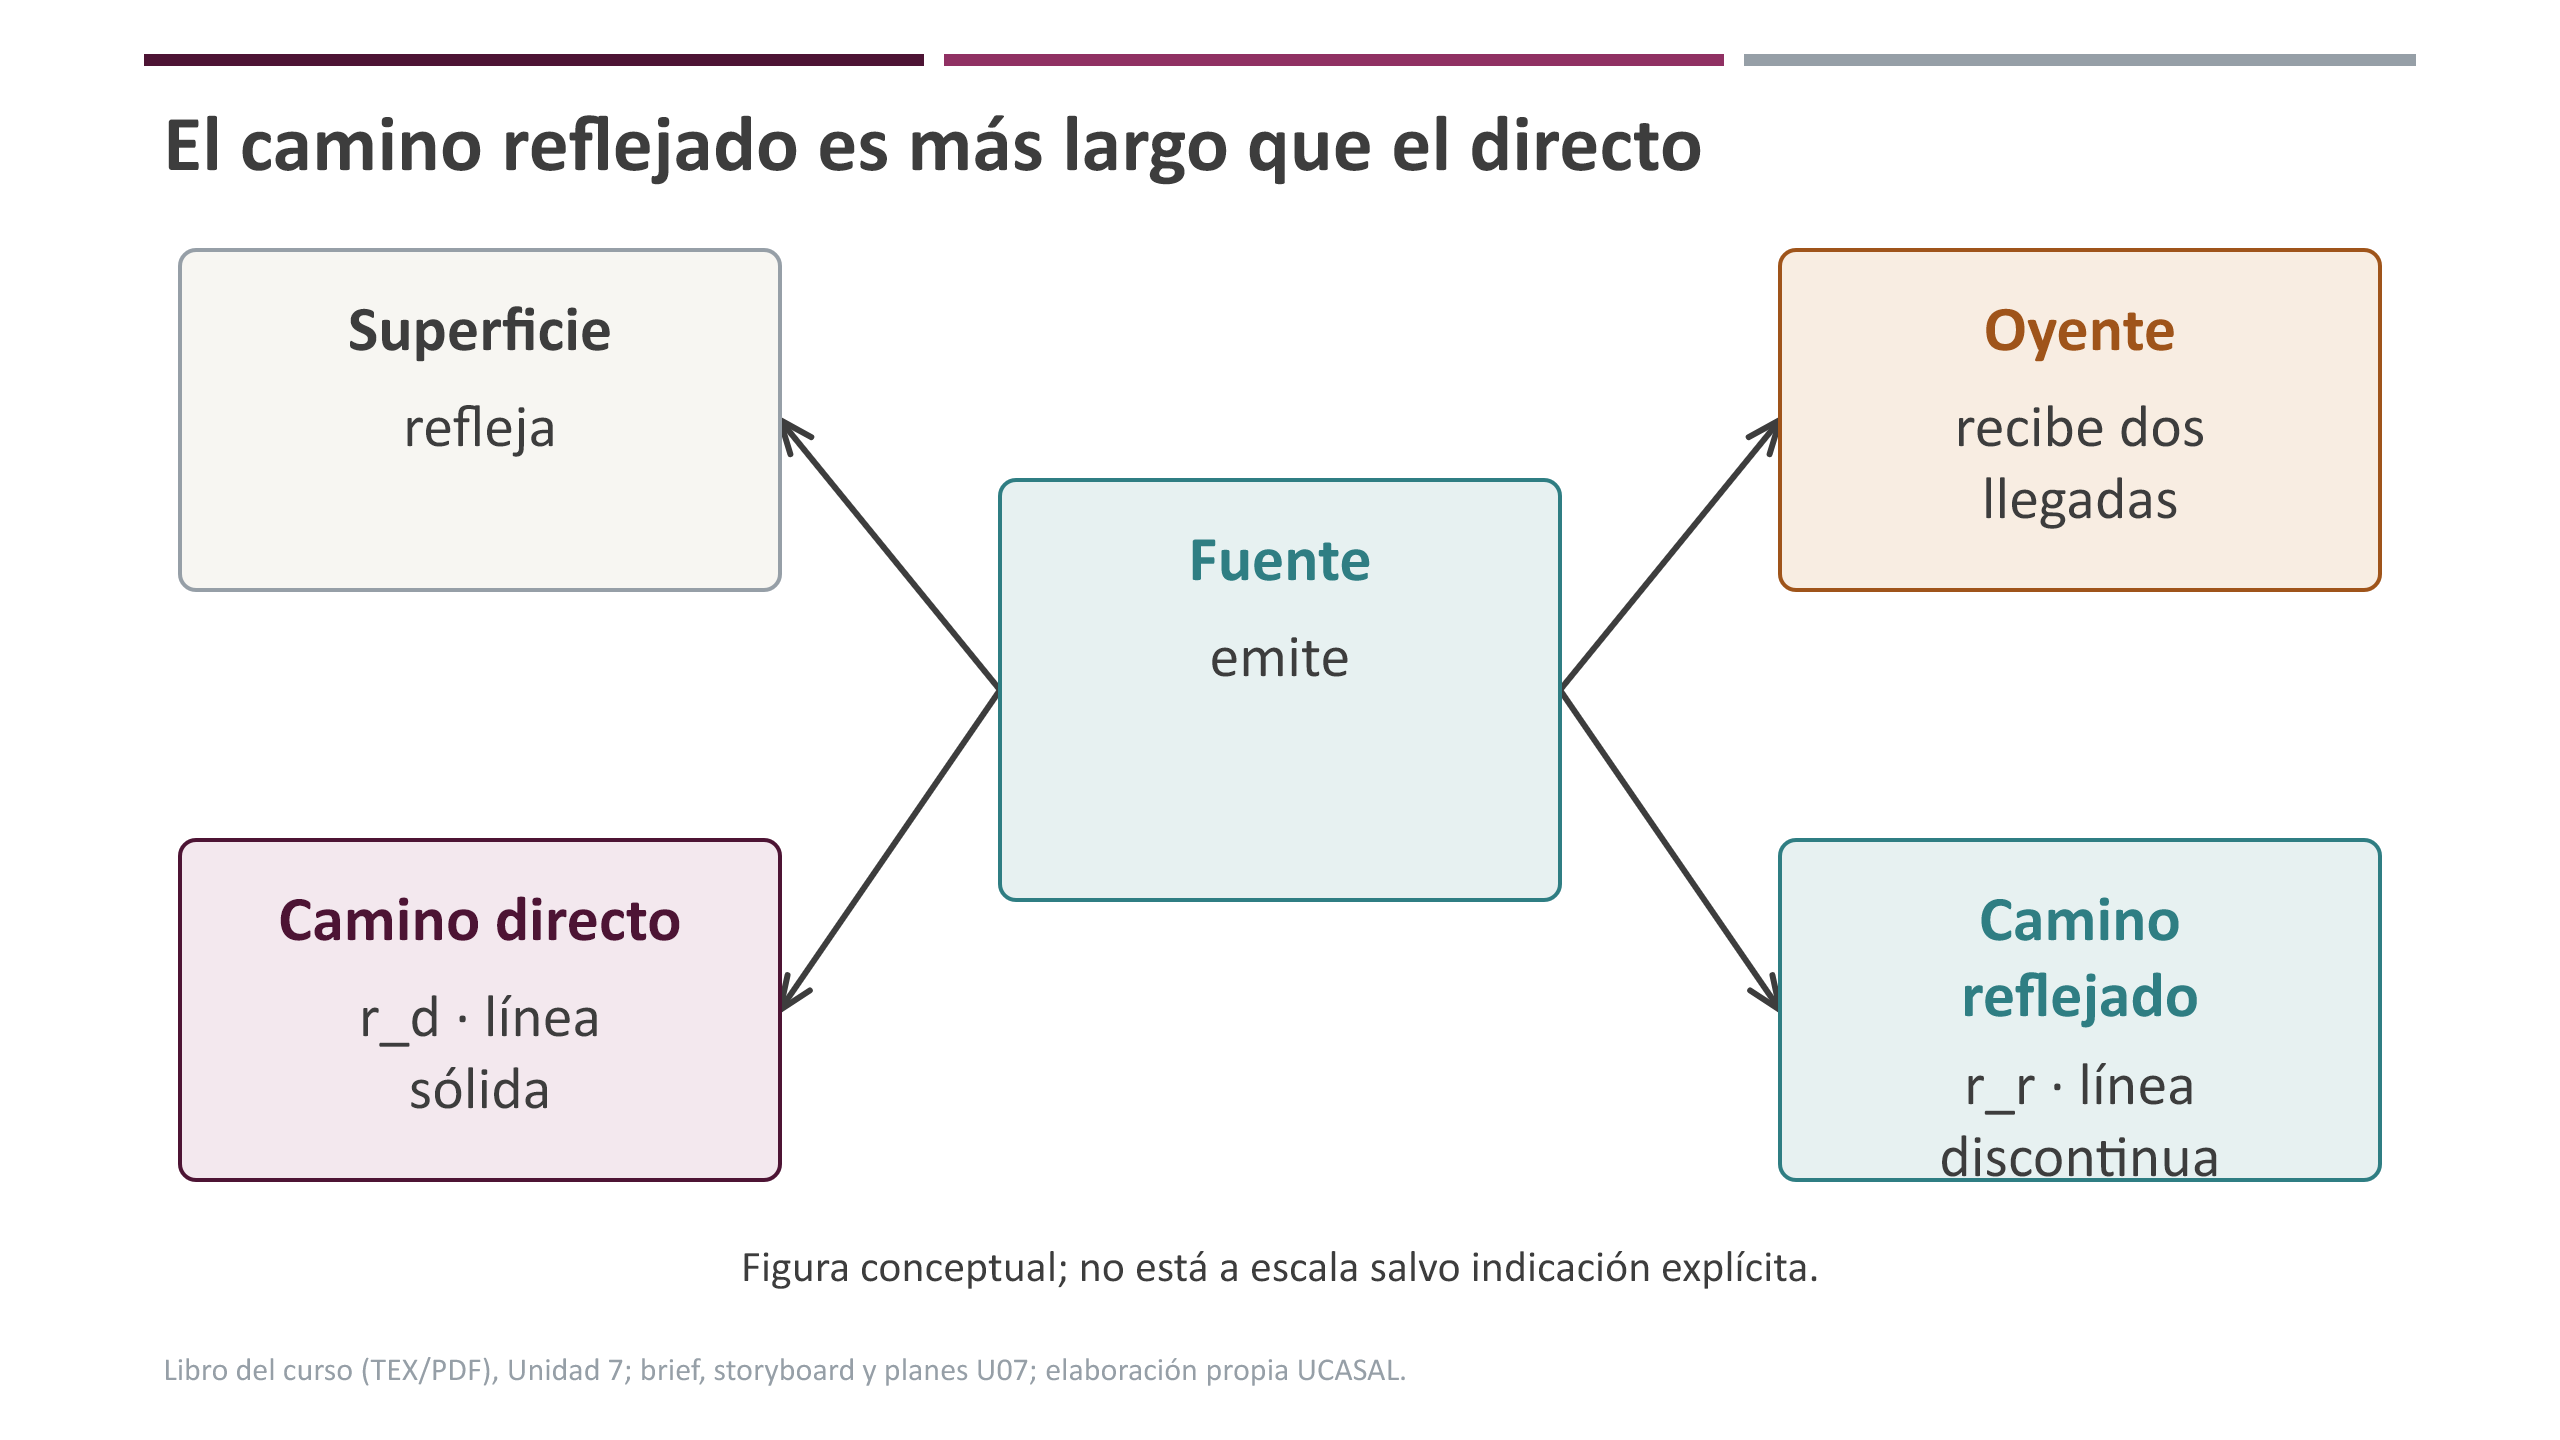 El camino reflejado es más largo que el directo
Superficie
refleja
Oyente
recibe dos
llegadas
Fuente
emite
Camino directo
r_d · línea
sólida
Camino
reflejado
r_r · línea
discontinua
Figura conceptual; no está a escala salvo indicación explícita.
Libro del curso (TEX/PDF), Unidad 7; brief, storyboard y planes U07; elaboración propia UCASAL.